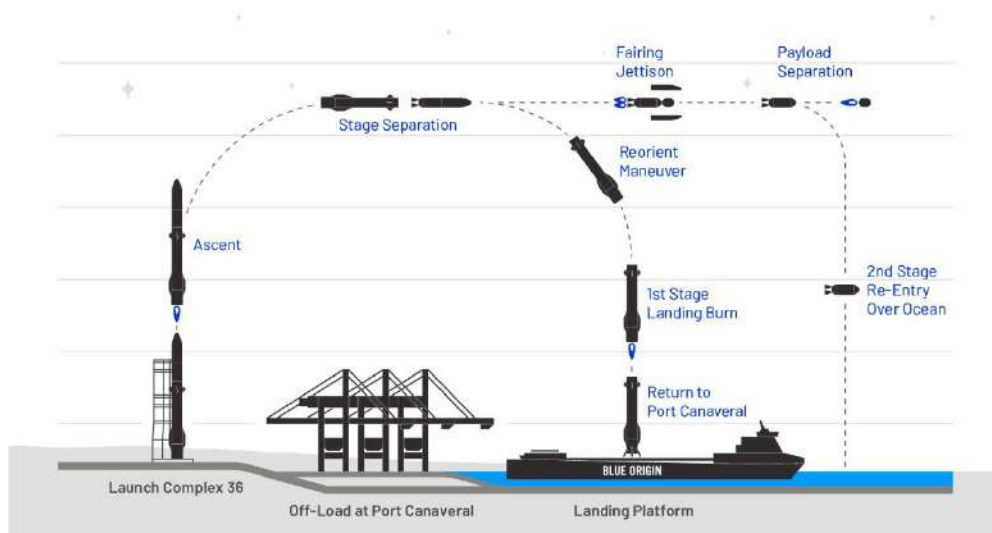 Fairing
Jettison
Payload
Separation
Stage Separation
Reorient
Maneuver
Ascent
2nd Stage
Re-Entry
Over Ocean
1st Stage
Landing Burn
Return to
Port Canaveral
BLUE ORIGIN
Launch Complex 36
Off-Load at Port Canaveral
Landing Platform